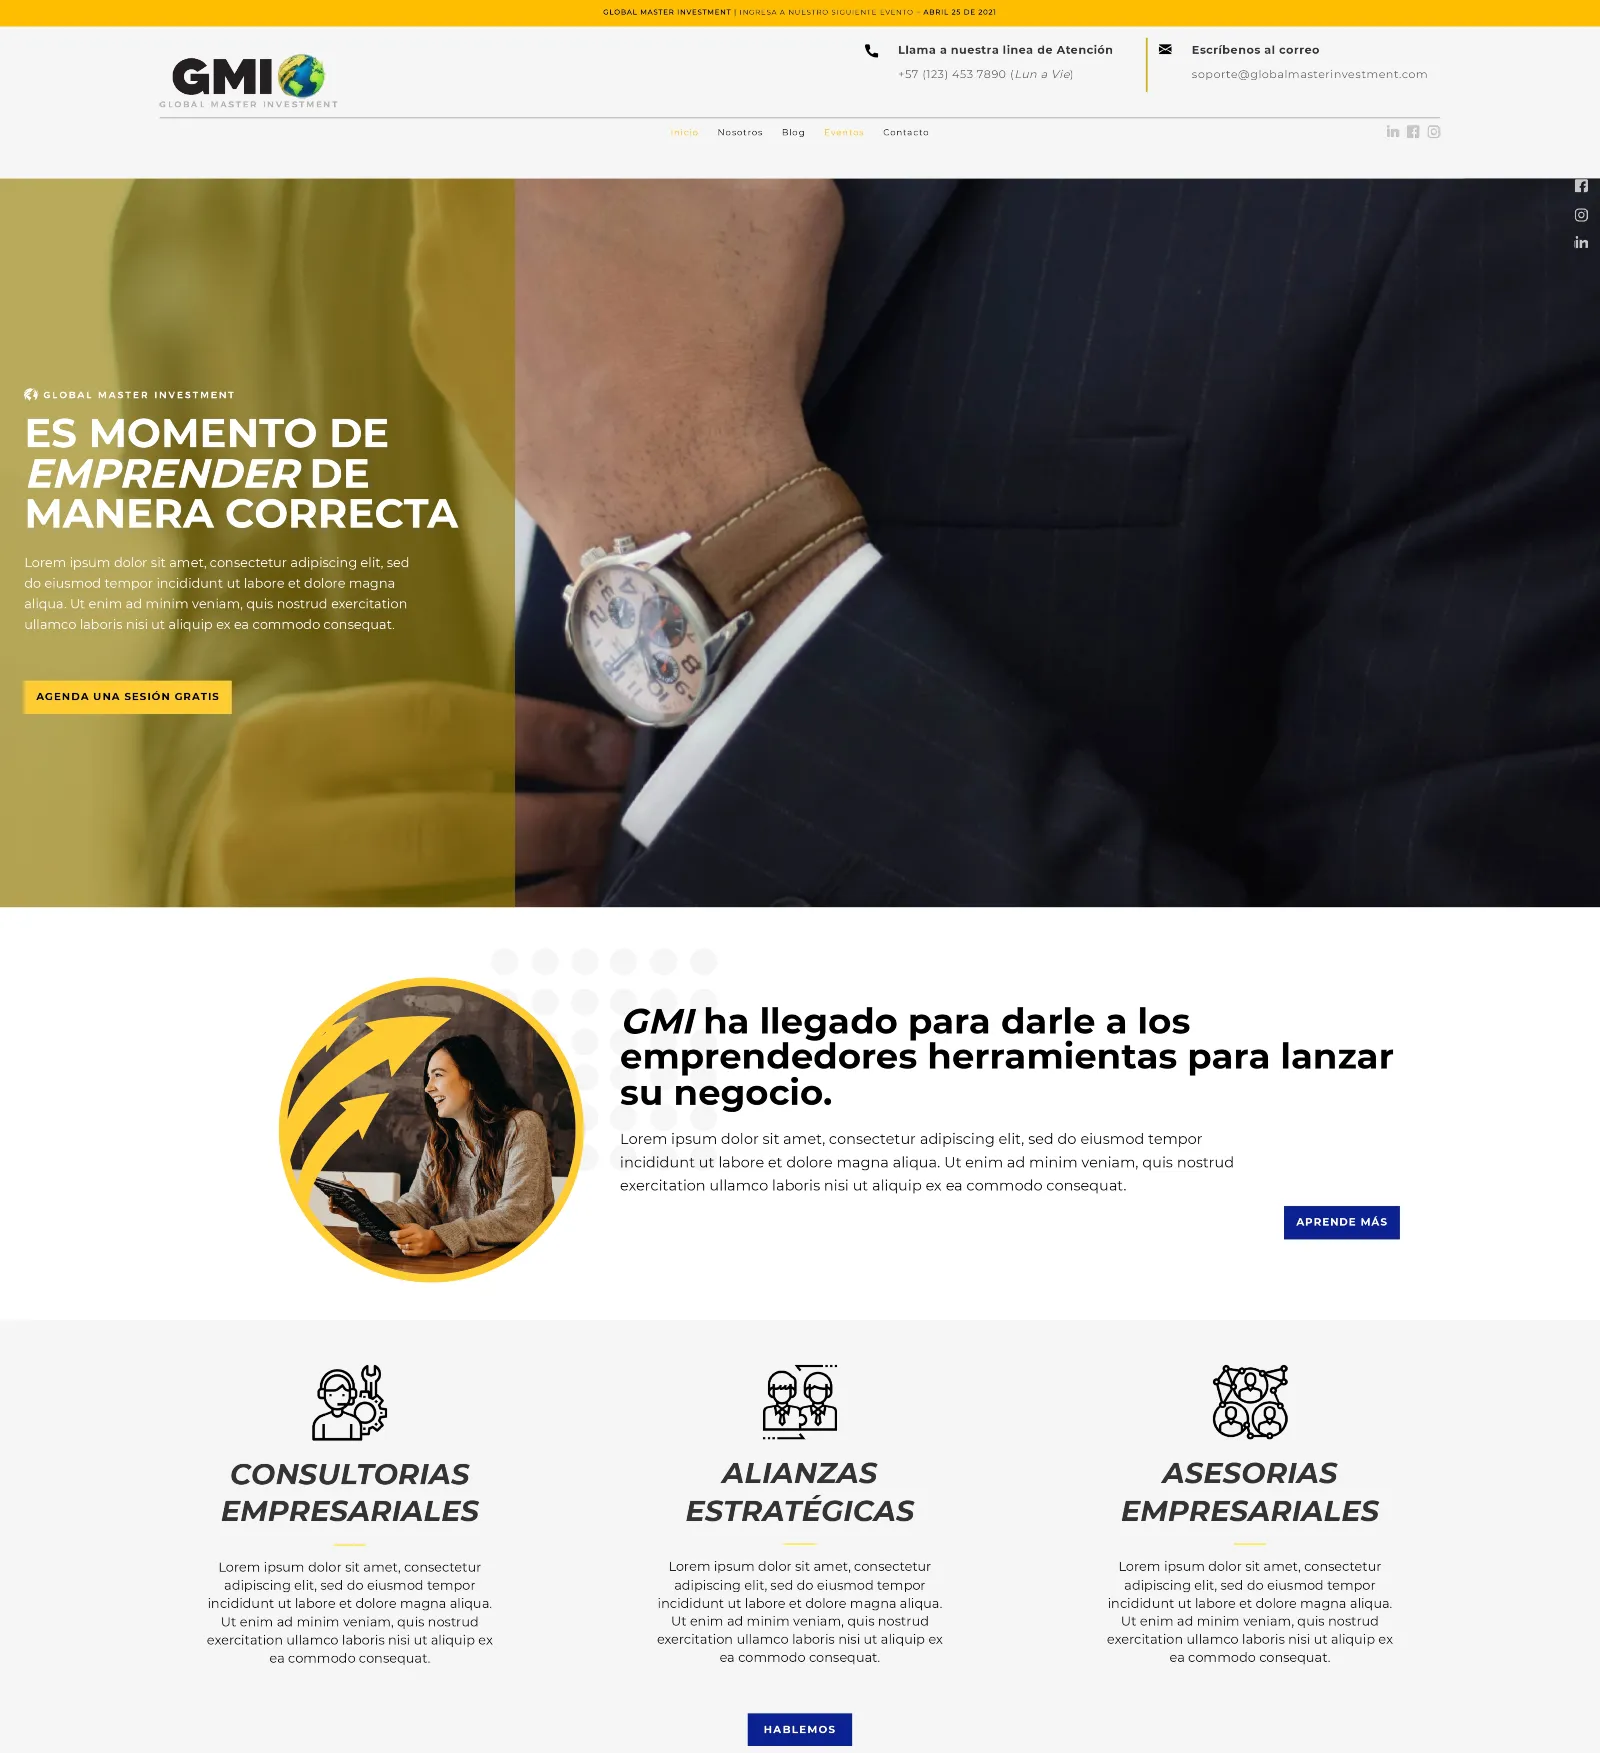 GLOBAL MASTER INVESTMENT | INGRESA A NUESTRO SIGUIENTE EVENTO – ABRIL 25 DE 2021
GMI
GLOBAL MASTER INVESTMENT
Llama a nuestra linea de Atención
+57 (123) 453 7890 (Lun a Vie)
Escríbenos al correo
soporte@globalmasterinvestment.com
Inicio Nosotros Blog Eventos Contacto
GLOBAL MASTER INVESTMENT
ES MOMENTO DE
EMPRENDER DE
MANERA CORRECTA
Lorem ipsum dolor sit amet, consectetur adipiscing elit, sed
do eiusmod tempor incididunt ut labore et dolore magna
aliqua. Ut enim ad minim veniam, quis nostrud exercitation
ullamco laboris nisi ut aliquip ex ea commodo consequat.
AGENDA UNA SESIÓN GRATIS
GMI ha llegado para darle a los
emprendedores herramientas para lanzar
su negocio.
Lorem ipsum dolor sit amet, consectetur adipiscing elit, sed do eiusmod tempor
incididunt ut labore et dolore magna aliqua. Ut enim ad minim veniam, quis nostrud
exercitation ullamco laboris nisi ut aliquip ex ea commodo consequat.
APRENDE MÁS
CONSULTORIAS
EMPRESARIALES
Lorem ipsum dolor sit amet, consectetur
adipiscing elit, sed do eiusmod tempor
incididunt ut labore et dolore magna aliqua.
Ut enim ad minim veniam, quis nostrud
exercitation ullamco laboris nisi ut aliquip ex
ea commodo consequat.
ALIANZAS
ESTRATÉGICAS
Lorem ipsum dolor sit amet, consectetur
adipiscing elit, sed do eiusmod tempor
incididunt ut labore et dolore magna aliqua.
Ut enim ad minim veniam, quis nostrud
exercitation ullamco laboris nisi ut aliquip ex
ea commodo consequat.
ASESORIAS
EMPRESARIALES
Lorem ipsum dolor sit amet, consectetur
adipiscing elit, sed do eiusmod tempor
incididunt ut labore et dolore magna aliqua.
Ut enim ad minim veniam, quis nostrud
exercitation ullamco laboris nisi ut aliquip ex
ea commodo consequat.
HABLEMOS